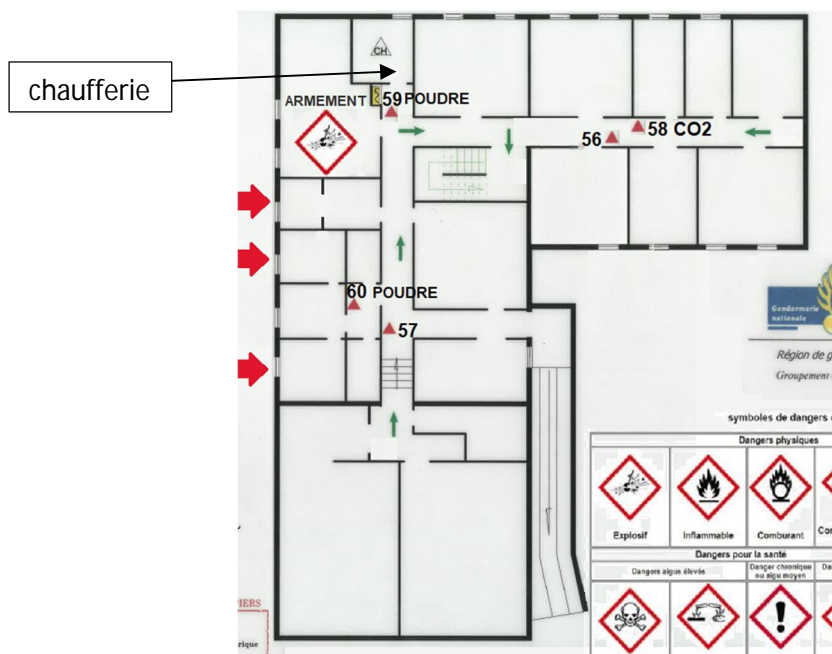 chaufferie
CH
ARMEMENT
59 POUDRE
56
58 CO2
60 POUDRE
57
Gendarmerie
nationale
Région de g
Groupement
symboles de dangers
Dangers physiques
Explosif
Inflammable
Comburant
Dangers pour la santé
Dangers aigus élevés
Danger chronique
ou aigu moyen
IERS
rique